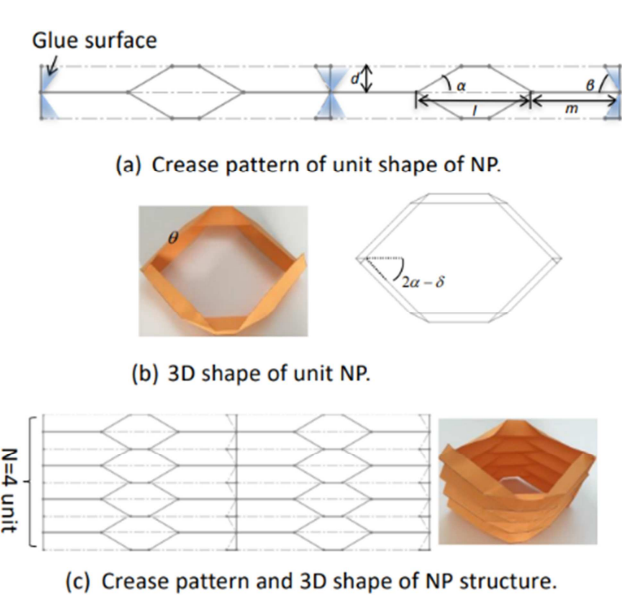 Glue surface
d
α
β
l
m
(a) Crease pattern of unit shape of NP.
θ
2α − δ
(b) 3D shape of unit NP.
N=4 unit
(c) Crease pattern and 3D shape of NP structure.